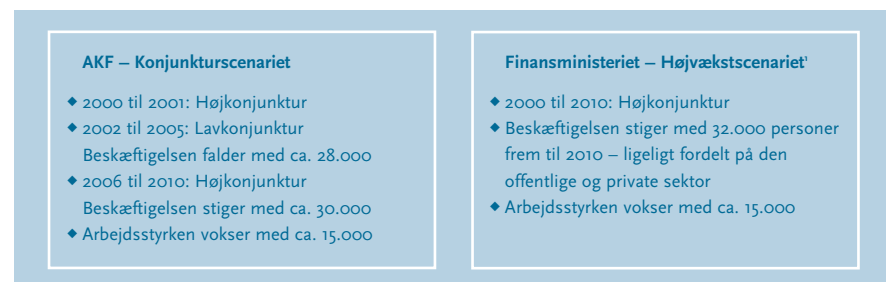 AKF – Konjunkturscenariet
◆ 2000 til 2001: Højkonjunktur
◆ 2002 til 2005: Lavkonjunktur
Beskæftigelsen falder med ca. 28.000
◆ 2006 til 2010: Højkonjunktur
Beskæftigelsen stiger med ca. 30.000
◆ Arbejdsstyrken vokser med ca. 15.000
Finansministeriet – Højvækstscenariet¹
◆ 2000 til 2010: Højkonjunktur
◆ Beskæftigelsen stiger med 32.000 personer
frem til 2010 – ligeligt fordelt på den
offentlige og private sektor
◆ Arbejdsstyrken vokser med ca. 15.000